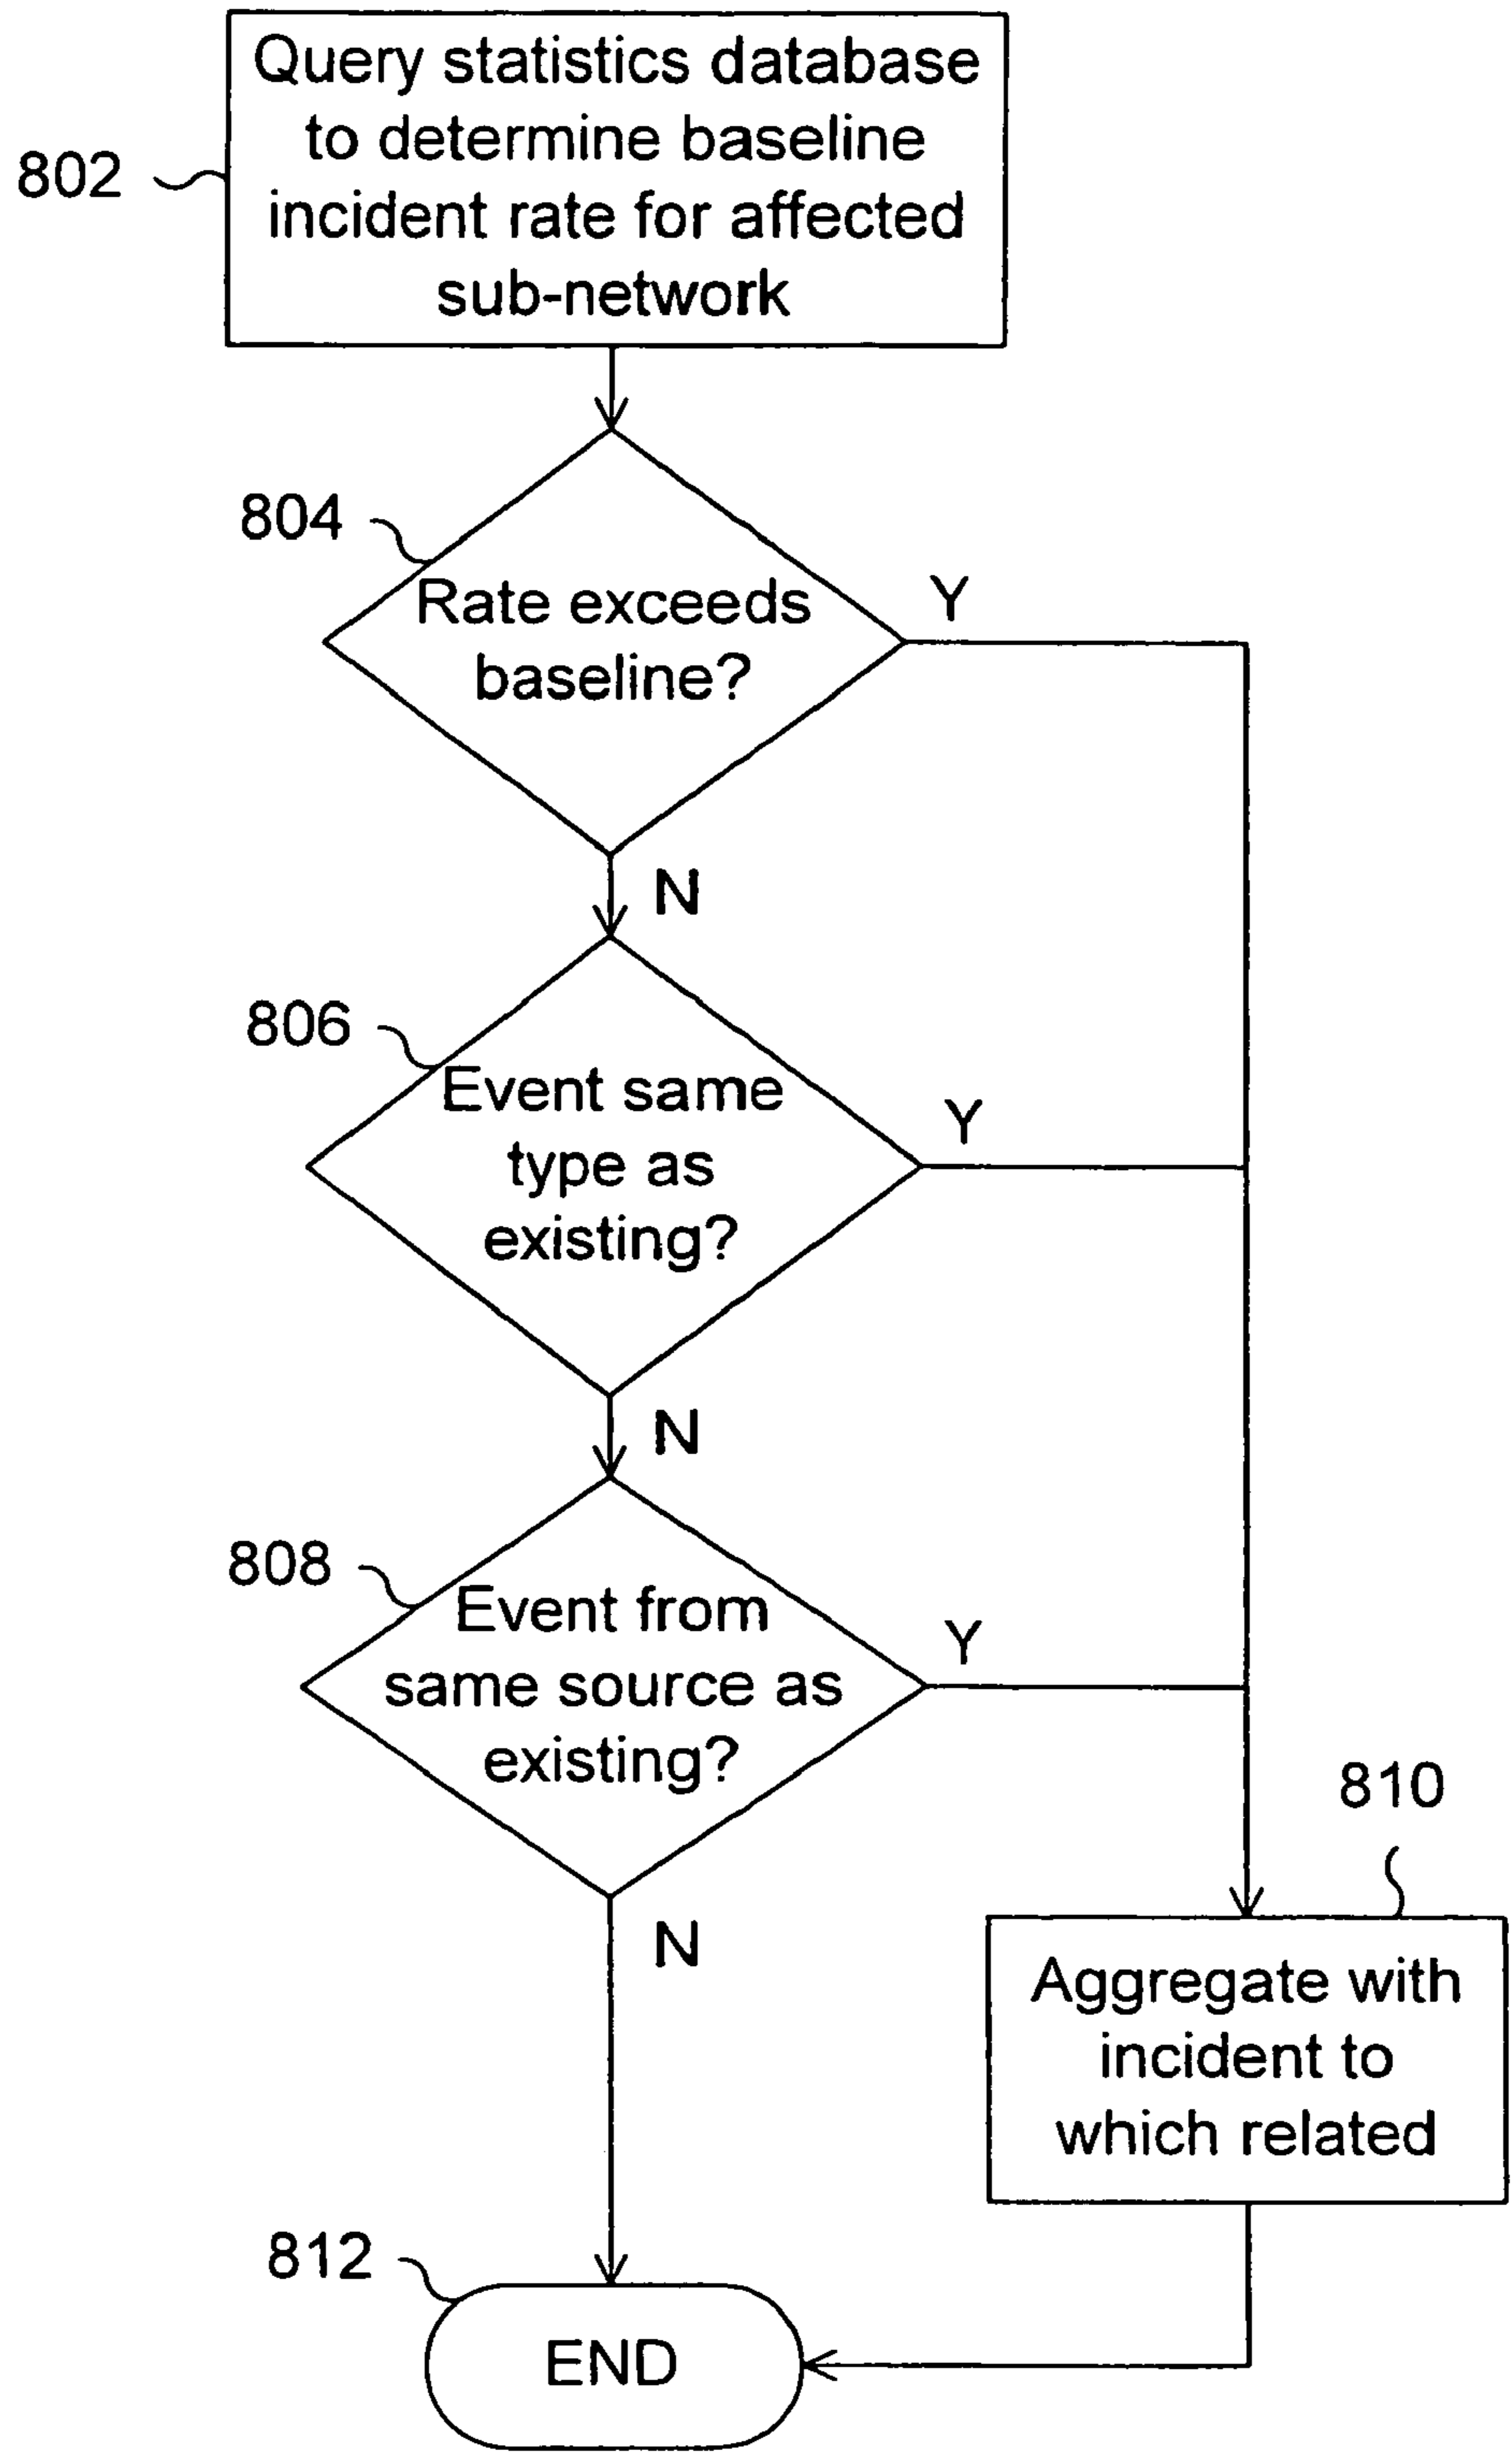 Query statistics database
to determine baseline
incident rate for affected
sub-network
802
804
Rate exceeds
baseline?
Y
N
806
Event same
type as
existing?
Y
N
808
Event from
same source as
existing?
Y
N
810
Aggregate with
incident to
which related
812
END